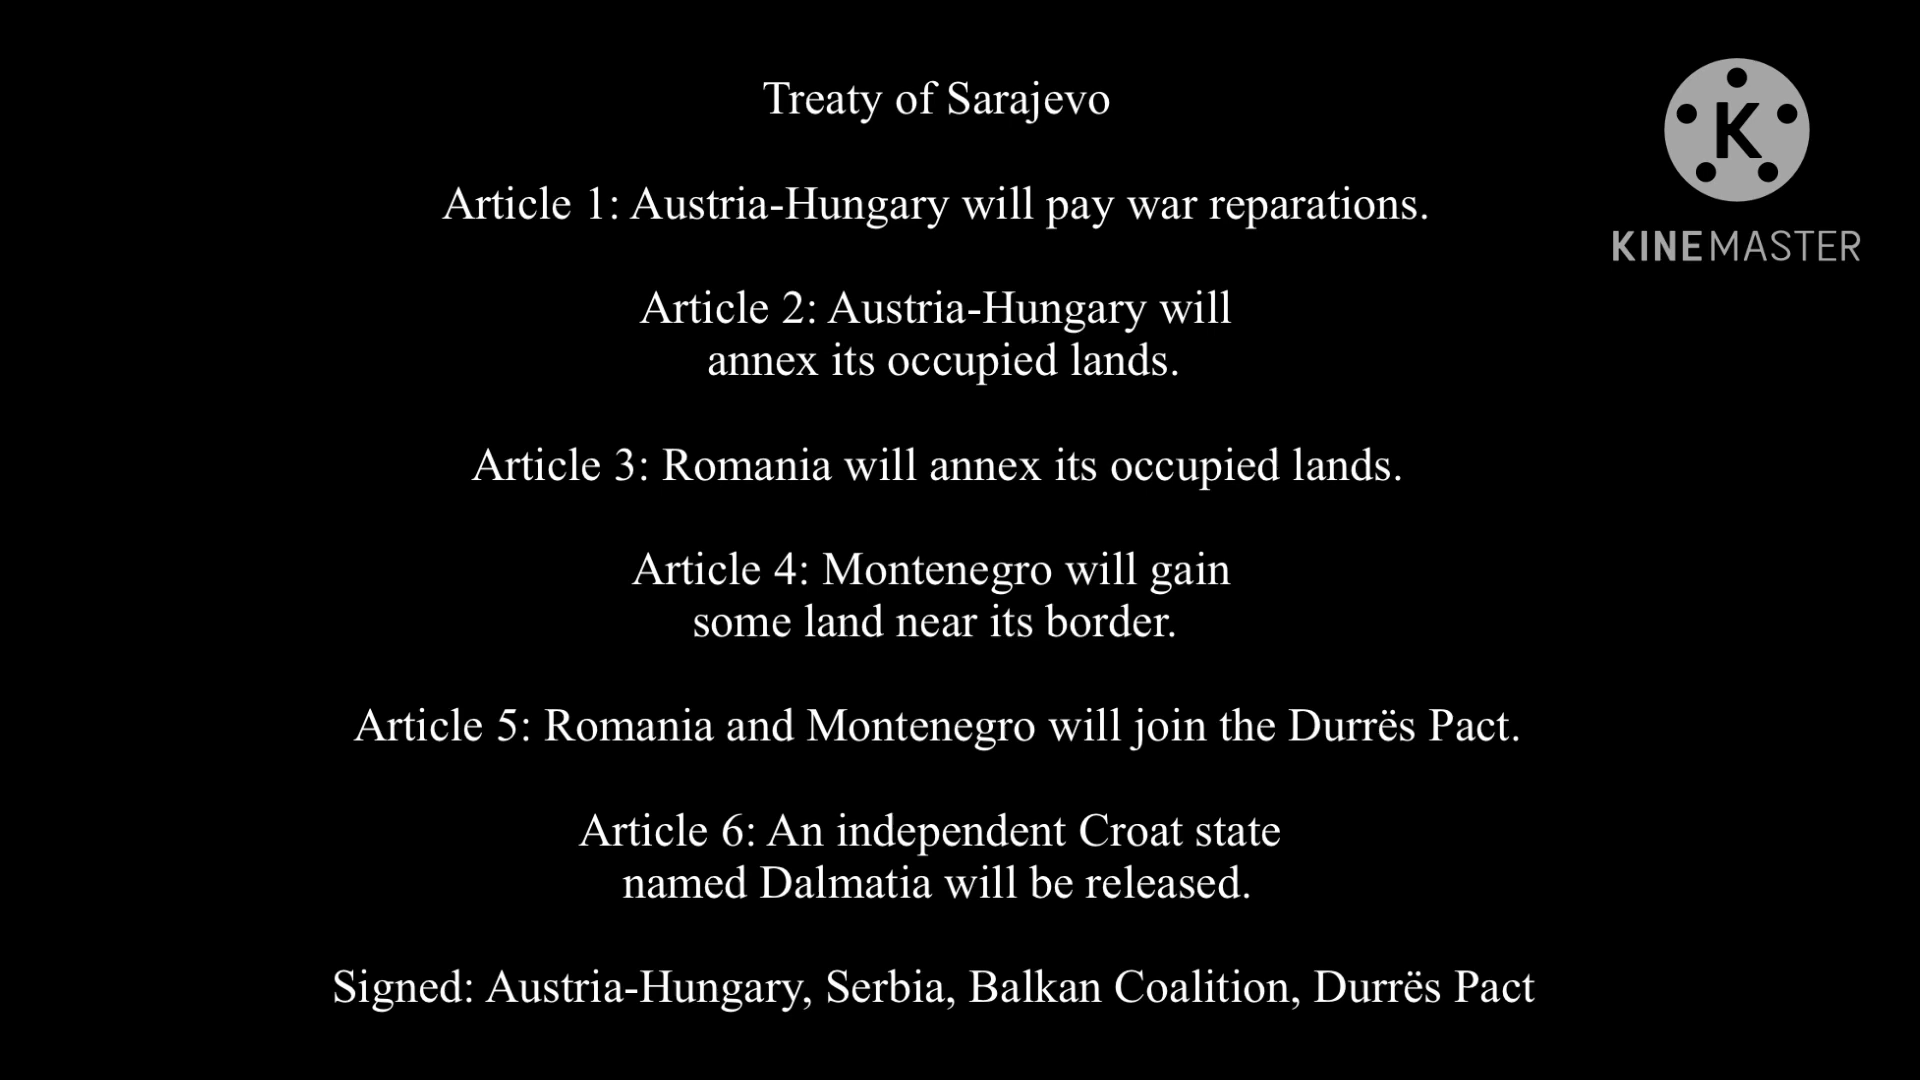 Treaty of Sarajevo
Article 1: Austria-Hungary will pay war reparations.
Article 2: Austria-Hungary will
annex its occupied lands.
Article 3: Romania will annex its occupied lands.
Article 4: Montenegro will gain
some land near its border.
Article 5: Romania and Montenegro will join the Durrës Pact.
Article 6: An independent Croat state
named Dalmatia will be released.
Signed: Austria-Hungary, Serbia, Balkan Coalition, Durrës Pact
K
KINEMASTER